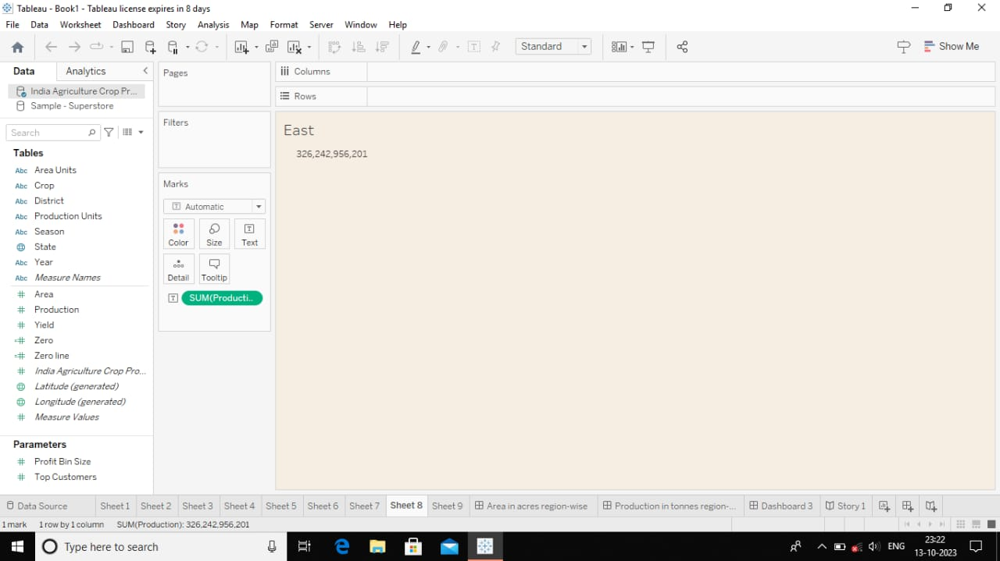 Tableau - Book1 - Tableau license expires in 8 days
File Data Worksheet Dashboard Story Analysis Map Format Server Window Help
Standard
Show Me
Data Analytics
India Agriculture Crop Pr...
Sample - Superstore
Search
Tables
Abc Area Units
Abc Crop
Abc District
Abc Production Units
Abc Season
State
Abc Year
Abc Measure Names
# Area
# Production
# Yield
=# Zero
=# Zero line
# India Agriculture Crop Pro...
Latitude (generated)
Longitude (generated)
# Measure Values
Parameters
# Profit Bin Size
# Top Customers
Pages
Filters
Marks
T Automatic
Color Size T Text
Detail Tooltip
T SUM(Producti..
Columns
Rows
East
326,242,956,201
Data Source Sheet 1 Sheet 2 Sheet 3 Sheet 4 Sheet 5 Sheet 6 Sheet 7 Sheet 8 Sheet 9 Area in acres region-wise Production in tonnes region-... Dashboard 3 Story 1
1 mark 1 row by 1 column SUM(Production): 326,242,956,201
Type here to search
ENG
23:22
13-10-2023